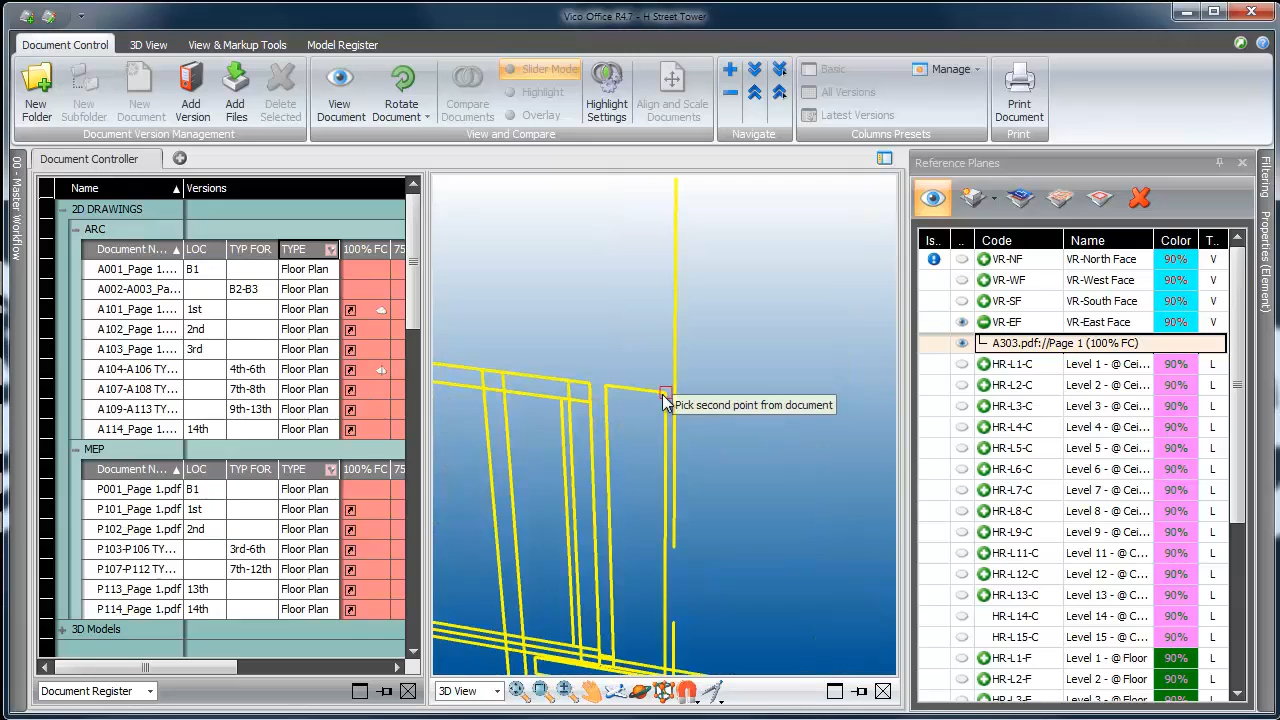 Vico Office R4.7 - H Street Tower
Document Control
3D View
View & Markup Tools
Model Register
New Folder
New Subfolder
New Document
Add Version
Add Files
Delete Selected
Document Version Management
View Document
Rotate Document
Compare Documents
Slider Mode
Highlight
Overlay
Highlight Settings
Align and Scale Documents
View and Compare
Navigate
Basic
All Versions
Latest Versions
Manage
Columns Presets
Print Document
Print
00 - Master Workflow
Document Controller
Name Versions
2D DRAWINGS
ARC
Document N... LOC TYP FOR TYPE 100% FC 75
A001_Page 1.... B1 Floor Plan
A002-A003_Pa... B2-B3 Floor Plan
A101_Page 1.... 1st Floor Plan
A102_Page 1.... 2nd Floor Plan
A103_Page 1.... 3rd Floor Plan
A104-A106 TY... 4th-6th Floor Plan
A107-A108 TY... 7th-8th Floor Plan
A109-A113 TY... 9th-13th Floor Plan
A114_Page 1.... 14th Floor Plan
MEP
Document N... LOC TYP FOR TYPE 100% FC 75
P001_Page 1.pdf B1 Floor Plan
P101_Page 1.pdf 1st Floor Plan
P102_Page 1.pdf 2nd Floor Plan
P103-P106 TY... 3rd-6th Floor Plan
P107-P112 TY... 7th-12th Floor Plan
P113_Page 1.pdf 13th Floor Plan
P114_Page 1.pdf 14th Floor Plan
3D Models
Document Register
Pick second point from document
3D View
Reference Planes
Is.. .. Code Name Color T..
VR-NF VR-North Face 90% V
VR-WF VR-West Face 90% V
VR-SF VR-South Face 90% V
VR-EF VR-East Face 90% V
A303.pdf://Page 1 (100% FC)
HR-L1-C Level 1 - @ Cei... 90% L
HR-L2-C Level 2 - @ Cei... 90% L
HR-L3-C Level 3 - @ Cei... 90% L
HR-L4-C Level 4 - @ Cei... 90% L
HR-L5-C Level 5 - @ Cei... 90% L
HR-L6-C Level 6 - @ Cei... 90% L
HR-L7-C Level 7 - @ Cei... 90% L
HR-L8-C Level 8 - @ Cei... 90% L
HR-L9-C Level 9 - @ Cei... 90% L
HR-L11-C Level 11 - @ C... 90% L
HR-L12-C Level 12 - @ C... 90% L
HR-L13-C Level 13 - @ C... 90% L
HR-L14-C Level 14 - @ C... 90% L
HR-L15-C Level 15 - @ C... 90% L
HR-L1-F Level 1 - @ Floor 90% L
HR-L2-F Level 2 - @ Floor 90% L
HR-L3-F Level 3 - @ Floor 90% L
Filtering
Properties (Element)